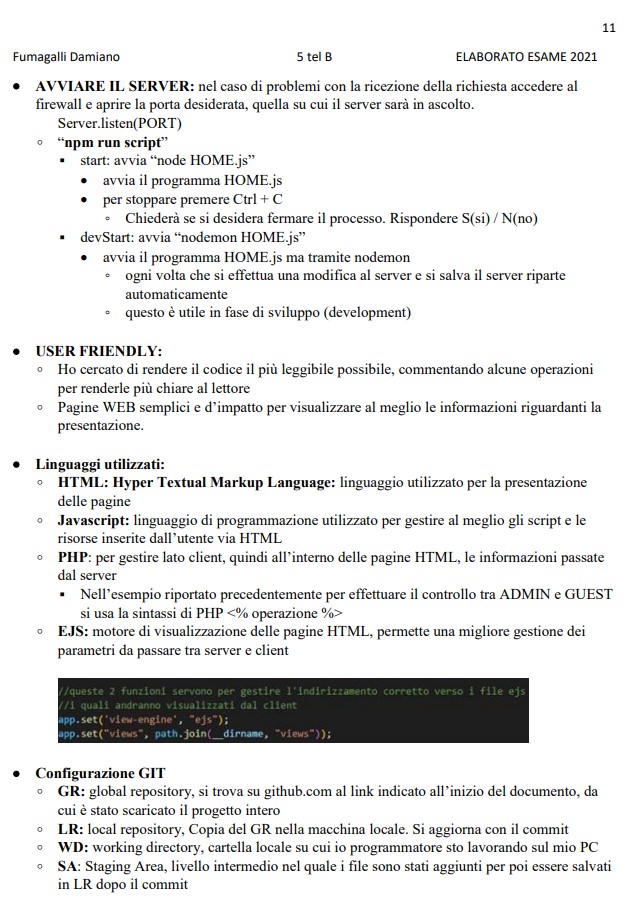 11
Fumagalli Damiano 5 tel B ELABORATO ESAME 2021
● AVVIARE IL SERVER: nel caso di problemi con la ricezione della richiesta accedere al
firewall e aprire la porta desiderata, quella su cui il server sarà in ascolto.
Server.listen(PORT)
○ “npm run script”
▪ start: avvia “node HOME.js”
● avvia il programma HOME.js
● per stoppare premere Ctrl + C
○ Chiederà se si desidera fermare il processo. Rispondere S(si) / N(no)
▪ devStart: avvia “nodemon HOME.js”
● avvia il programma HOME.js ma tramite nodemon
○ ogni volta che si effettua una modifica al server e si salva il server riparte
automaticamente
○ questo è utile in fase di sviluppo (development)
● USER FRIENDLY:
○ Ho cercato di rendere il codice il più leggibile possibile, commentando alcune operazioni
per renderle più chiare al lettore
○ Pagine WEB semplici e d’impatto per visualizzare al meglio le informazioni riguardanti la
presentazione.
● Linguaggi utilizzati:
○ HTML: Hyper Textual Markup Language: linguaggio utilizzato per la presentazione
delle pagine
○ Javascript: linguaggio di programmazione utilizzato per gestire al meglio gli script e le
risorse inserite dall’utente via HTML
○ PHP: per gestire lato client, quindi all’interno delle pagine HTML, le informazioni passate
dal server
▪ Nell’esempio riportato precedentemente per effettuare il controllo tra ADMIN e GUEST
si usa la sintassi di PHP <% operazione %>
○ EJS: motore di visualizzazione delle pagine HTML, permette una migliore gestione dei
parametri da passare tra server e client
//queste 2 funzioni servono per gestire l'indirizzamento corretto verso i file ejs
//i quali andranno visualizzati dal client
app.set('view-engine', "ejs");
app.set("views", path.join(__dirname, "views"));
● Configurazione GIT
○ GR: global repository, si trova su github.com al link indicato all’inizio del documento, da
cui è stato scaricato il progetto intero
○ LR: local repository, Copia del GR nella macchina locale. Si aggiorna con il commit
○ WD: working directory, cartella locale su cui io programmatore sto lavorando sul mio PC
○ SA: Staging Area, livello intermedio nel quale i file sono stati aggiunti per poi essere salvati
in LR dopo il commit